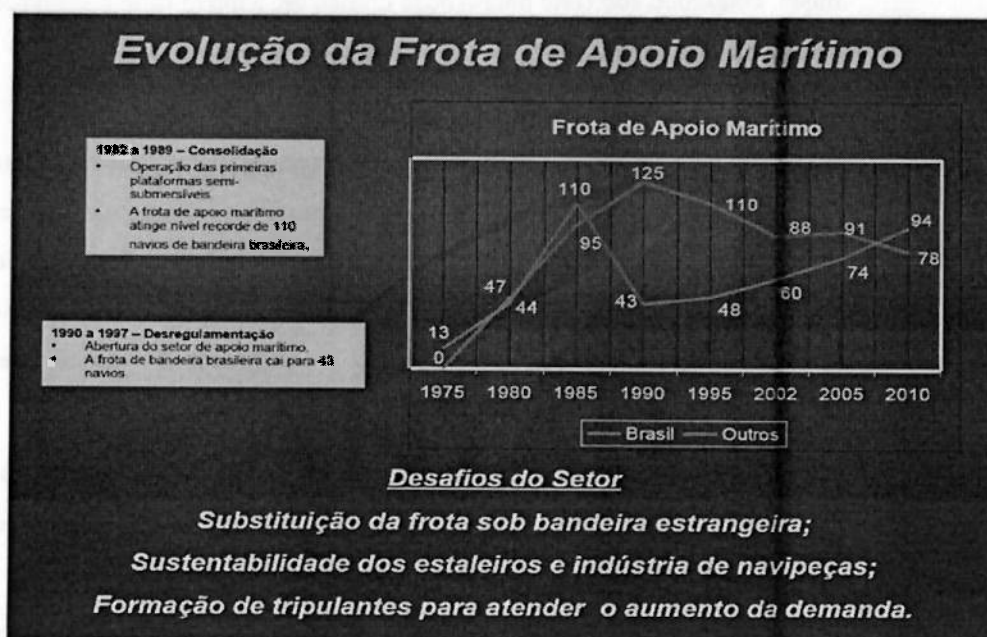 Evolução da Frota de Apoio Marítimo
1982 a 1989 – Consolidação
• Operação das primeiras
plataformas semi-
submersíveis
• A frota de apoio marítimo
atinge nível recorde de 110
navios de bandeira brasileira.
1990 a 1997 – Desregulamentação
• Abertura do setor de apoio marítimo.
• A frota de bandeira brasileira cai para 43
navios.
Frota de Apoio Marítimo
125
110
110
95
88
91
94
78
74
60
47
44
43
48
13
0
1975 1980 1985 1990 1995 2002 2005 2010
Brasil Outros
Desafios do Setor
Substituição da frota sob bandeira estrangeira;
Sustentabilidade dos estaleiros e indústria de navipeças;
Formação de tripulantes para atender o aumento da demanda.